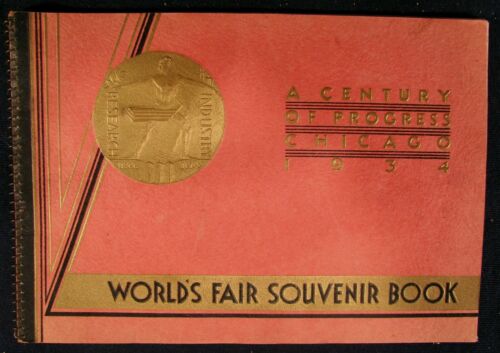 RESEARCH
INDUSTRY
A CENTURY
OF PROGRESS
CHICAGO
1934
WORLD'S FAIR SOUVENIR BOOK